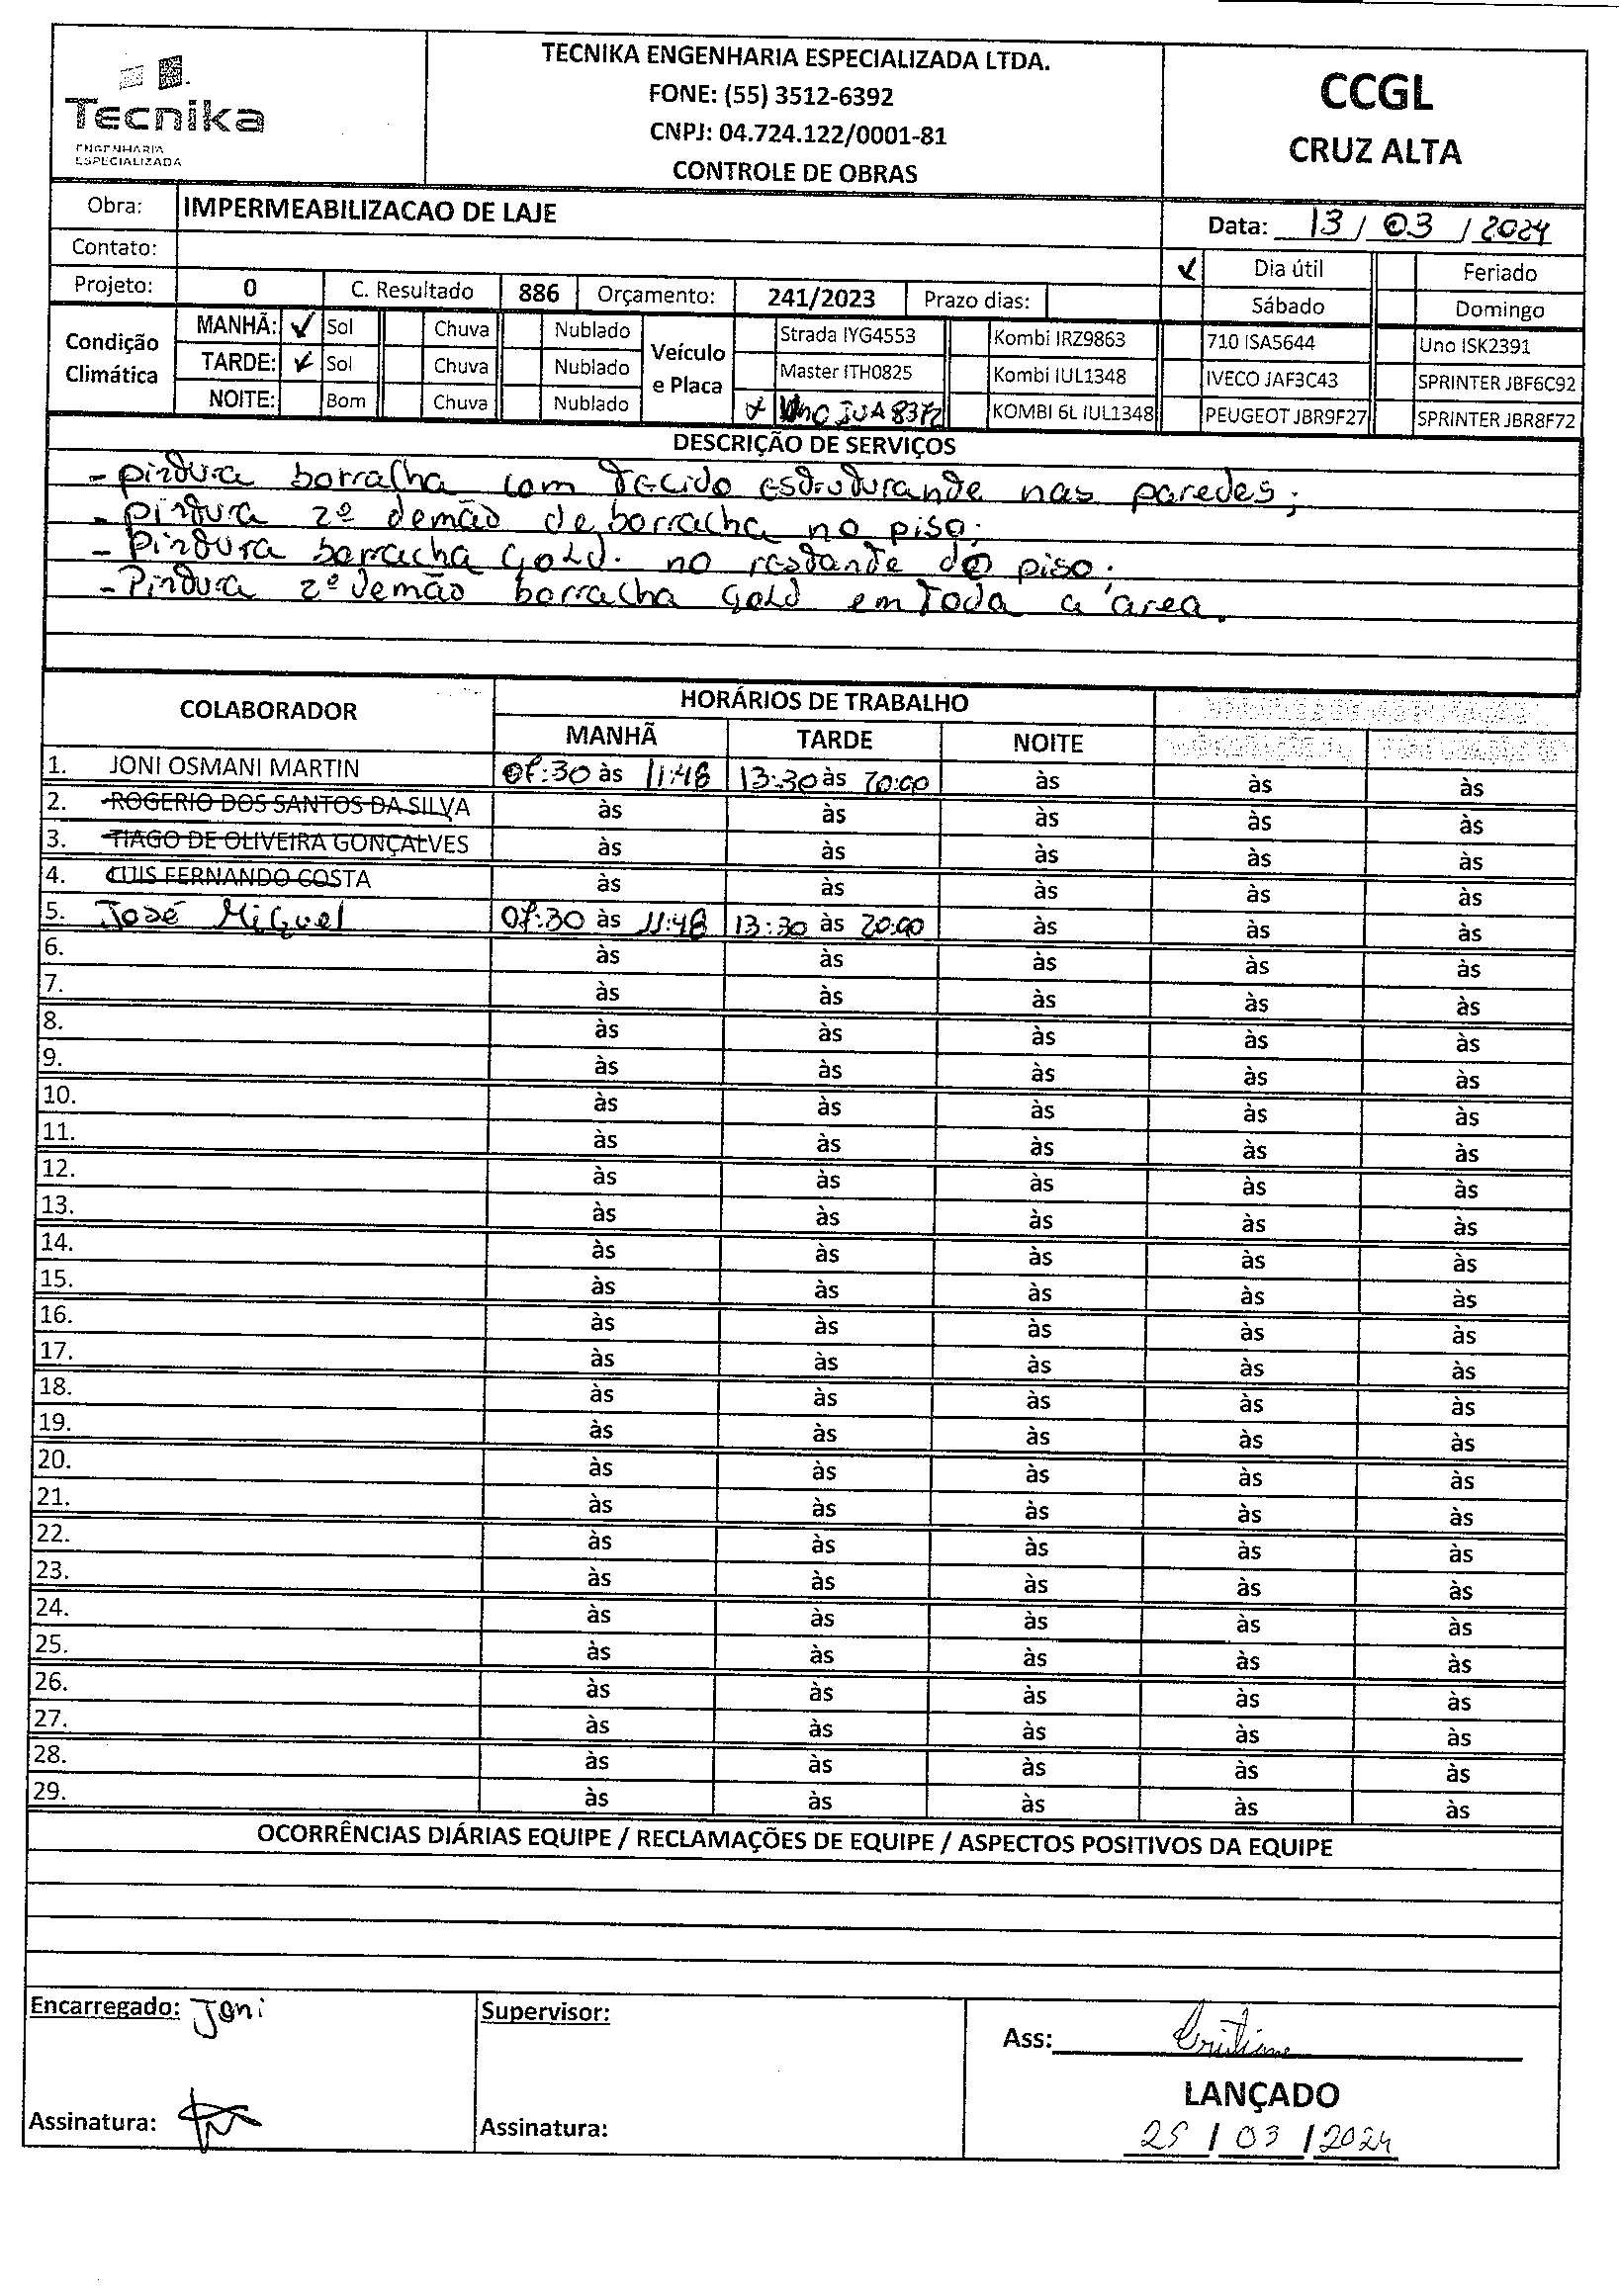 Tecnika
ENGENHARIA
ESPECIALIZADA
TECNIKA ENGENHARIA ESPECIALIZADA LTDA.
FONE: (55) 3512-6392
CNPJ: 04.724.122/0001-81
CONTROLE DE OBRAS
CCGL
CRUZ ALTA
Obra: IMPERMEABILIZACAO DE LAJE
Data: 13 / 03 / 2024
Contato:
Dia útil Feriado
Projeto: 0 C. Resultado 886 Orçamento: 241/2023 Prazo dias:
Sábado Domingo
Condição Climática
MANHÃ: Sol Chuva Nublado
TARDE: Sol Chuva Nublado
NOITE: Bom Chuva Nublado
Veículo e Placa
Strada IYG4553 Kombi IRZ9863 710 ISA5644 Uno ISK2391
Master ITH0825 Kombi IUL1348 IVECO JAF3C43 SPRINTER JBF6C92
Uno IUA 8372 KOMBI 6L IUL1348 PEUGEOT JBR9F27 SPRINTER JBR8F72
DESCRIÇÃO DE SERVIÇOS
- pintura borralha com tecido estruturante nas paredes;
- pintura 2ª demão de borracha no piso;
- pintura borracha Gold. no restante do piso;
- Pintura 2ª demão borracha Gold em toda a área.
COLABORADOR HORÁRIOS DE TRABALHO
MANHÃ TARDE NOITE
1. JONI OSMANI MARTIN 07:30 às 11:48 13:30 às 20:00 às às às
2. ROGERIO DOS SANTOS DA SILVA às às às às às
3. TIAGO DE OLIVEIRA GONÇALVES às às às às às
4. LUIS FERNANDO COSTA às às às às às
5. José Miguel 07:30 às 11:48 13:30 às 20:00 às às às
6. às às às às às
7. às às às às às
8. às às às às às
9. às às às às às
10. às às às às às
11. às às às às às
12. às às às às às
13. às às às às às
14. às às às às às
15. às às às às às
16. às às às às às
17. às às às às às
18. às às às às às
19. às às às às às
20. às às às às às
21. às às às às às
22. às às às às às
23. às às às às às
24. às às às às às
25. às às às às às
26. às às às às às
27. às às às às às
28. às às às às às
29. às às às às às
OCORRÊNCIAS DIÁRIAS EQUIPE / RECLAMAÇÕES DE EQUIPE / ASPECTOS POSITIVOS DA EQUIPE
Encarregado: Joni
Supervisor:
Ass: Cristiane
LANÇADO
Assinatura:
Assinatura:
25 / 03 / 2024